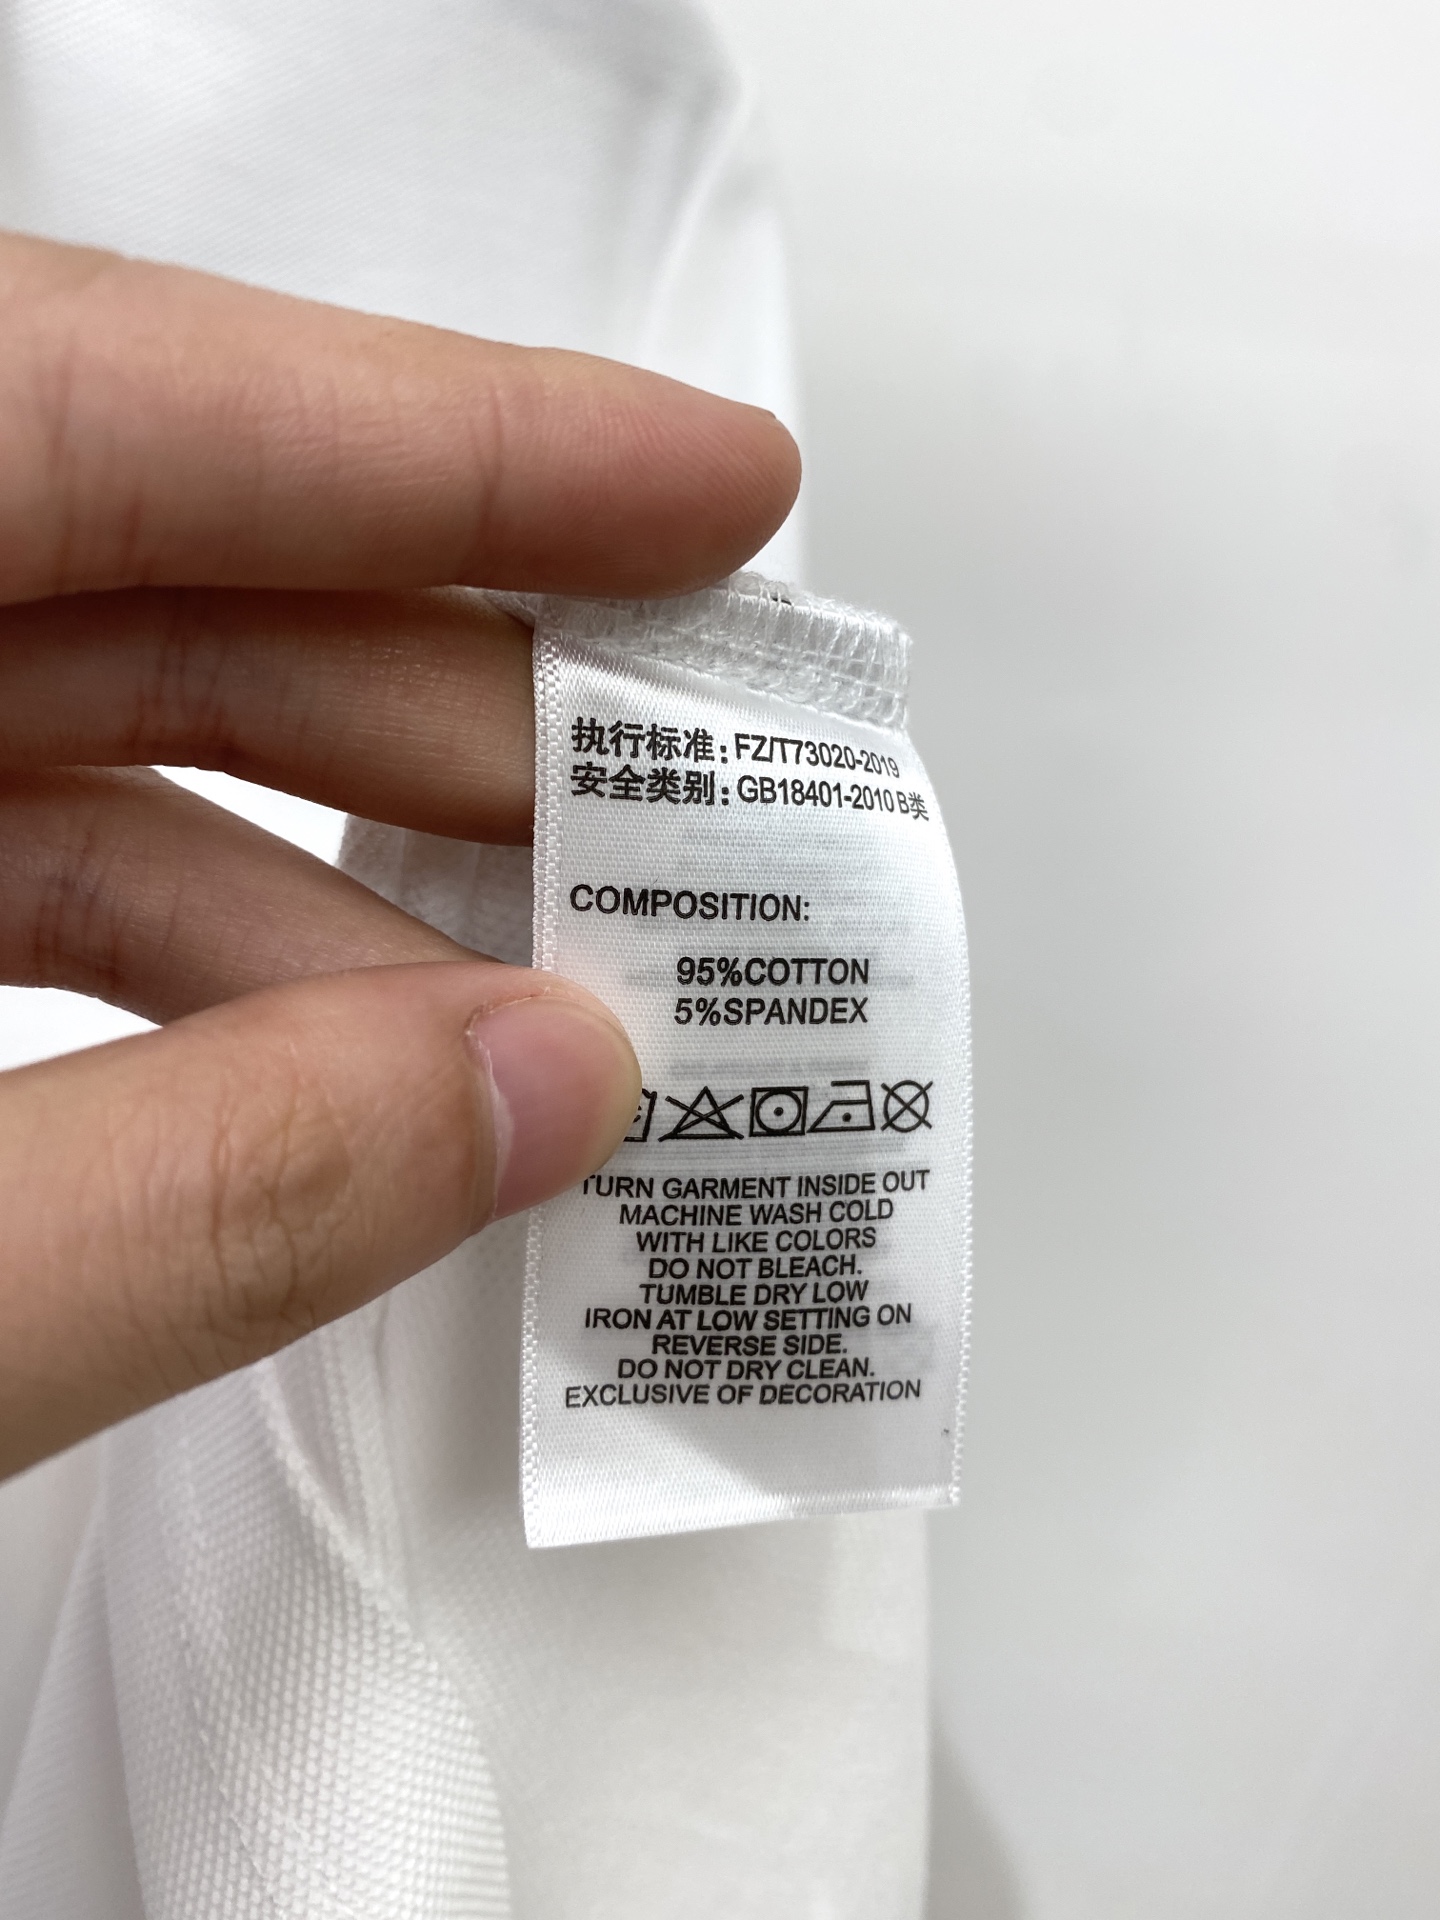 执行标准：FZ/T73020-2019
安全类别：GB18401-2010 B类
COMPOSITION:
95%COTTON
5%SPANDEX
TURN GARMENT INSIDE OUT
MACHINE WASH COLD
WITH LIKE COLORS
DO NOT BLEACH.
TUMBLE DRY LOW
IRON AT LOW SETTING ON
REVERSE SIDE.
DO NOT DRY CLEAN.
EXCLUSIVE OF DECORATION